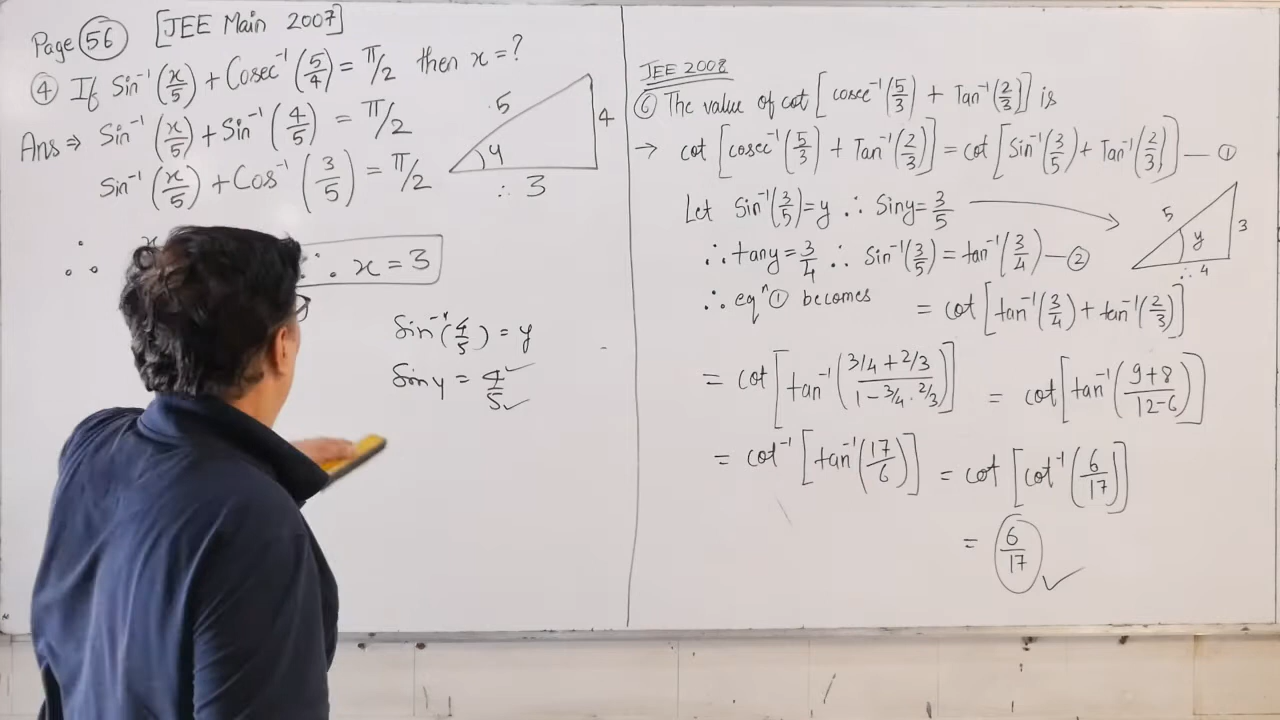 Page 56 [JEE Main 2007]
④ If Sin⁻¹(x/5) + Cosec⁻¹(5/4) = π/2 then x = ?
Ans ⇒ Sin⁻¹(x/5) + Sin⁻¹(4/5) = π/2
Sin⁻¹(x/5) + Cos⁻¹(3/5) = π/2
5
4
y
∴ 3
∴
∴ x = 3
Sin⁻¹(4/5) = y
Sin y = 4/5
JEE 2008
⑥ The value of cot [cosec⁻¹(5/3) + Tan⁻¹(2/3)] is
→ cot [cosec⁻¹(5/3) + Tan⁻¹(2/3)] = cot [Sin⁻¹(3/5) + Tan⁻¹(2/3)] — ①
Let Sin⁻¹(3/5) = y ∴ Siny = 3/5
5
3
y
∴ 4
∴ tany = 3/4 ∴ Sin⁻¹(3/5) = tan⁻¹(3/4) — ②
∴ eqⁿ ① becomes = cot [tan⁻¹(3/4) + tan⁻¹(2/3)]
= cot [tan⁻¹((3/4 + 2/3)/(1 - 3/4 . 2/3))] = cot [tan⁻¹((9+8)/(12-6))]
= cot⁻¹ [tan⁻¹(17/6)] = cot [cot⁻¹(6/17)]
= 6/17